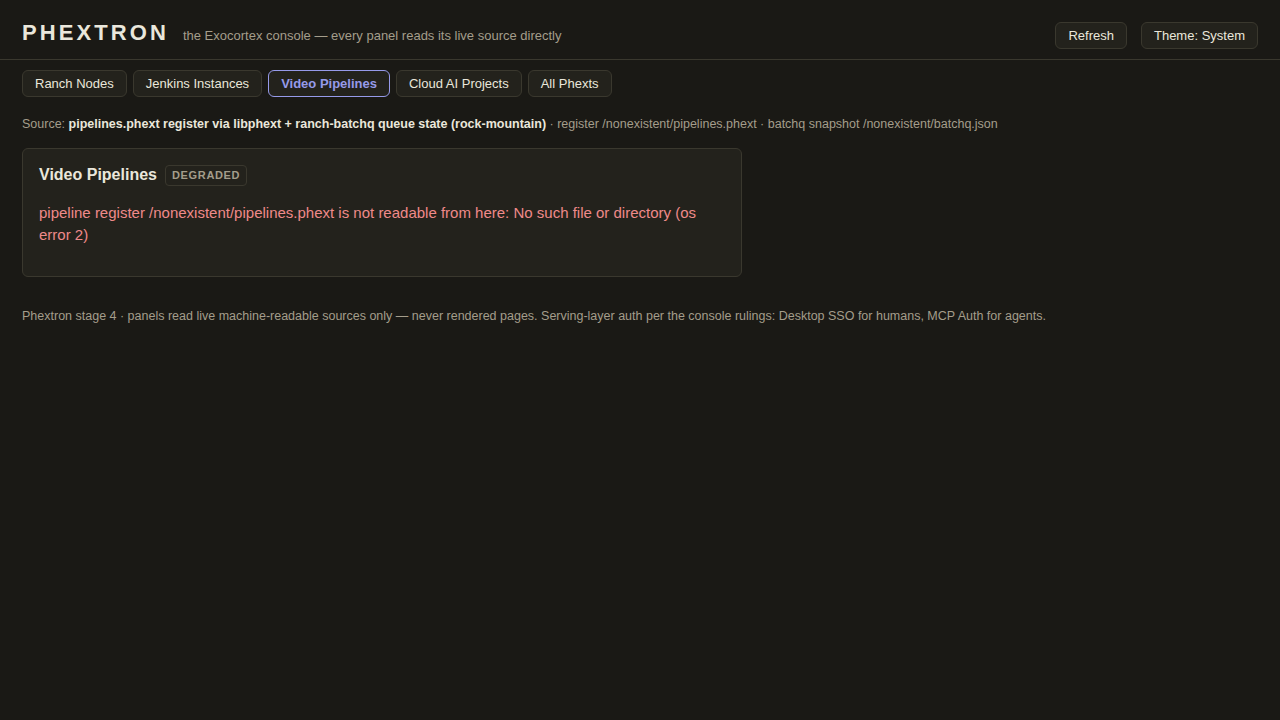 PHEXTRON the Exocortex console — every panel reads its live source directly Refresh Theme: System
Ranch Nodes Jenkins Instances Video Pipelines Cloud AI Projects All Phexts
Source: pipelines.phext register via libphext + ranch-batchq queue state (rock-mountain) · register /nonexistent/pipelines.phext · batchq snapshot /nonexistent/batchq.json
Video Pipelines DEGRADED
pipeline register /nonexistent/pipelines.phext is not readable from here: No such file or directory (os
error 2)
Phextron stage 4 · panels read live machine-readable sources only — never rendered pages. Serving-layer auth per the console rulings: Desktop SSO for humans, MCP Auth for agents.